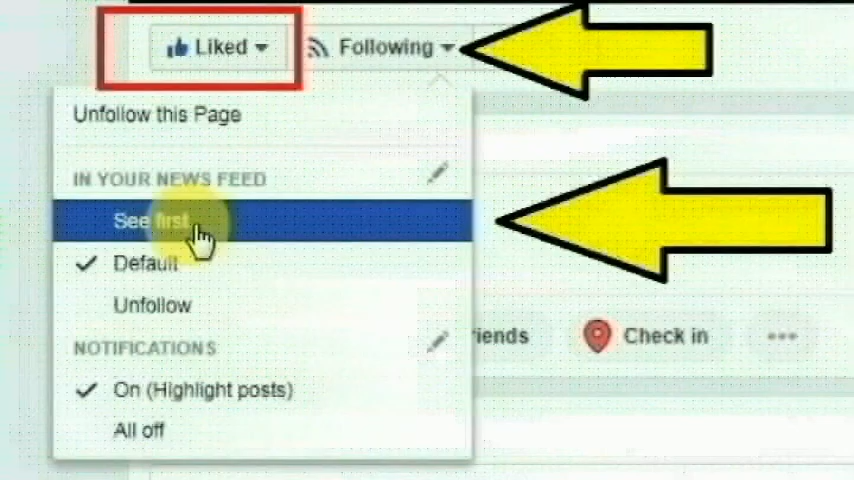 Liked Following
Unfollow this Page
IN YOUR NEWS FEED
See first
Default
Unfollow
riends Check in
NOTIFICATIONS
On (Highlight posts)
All off